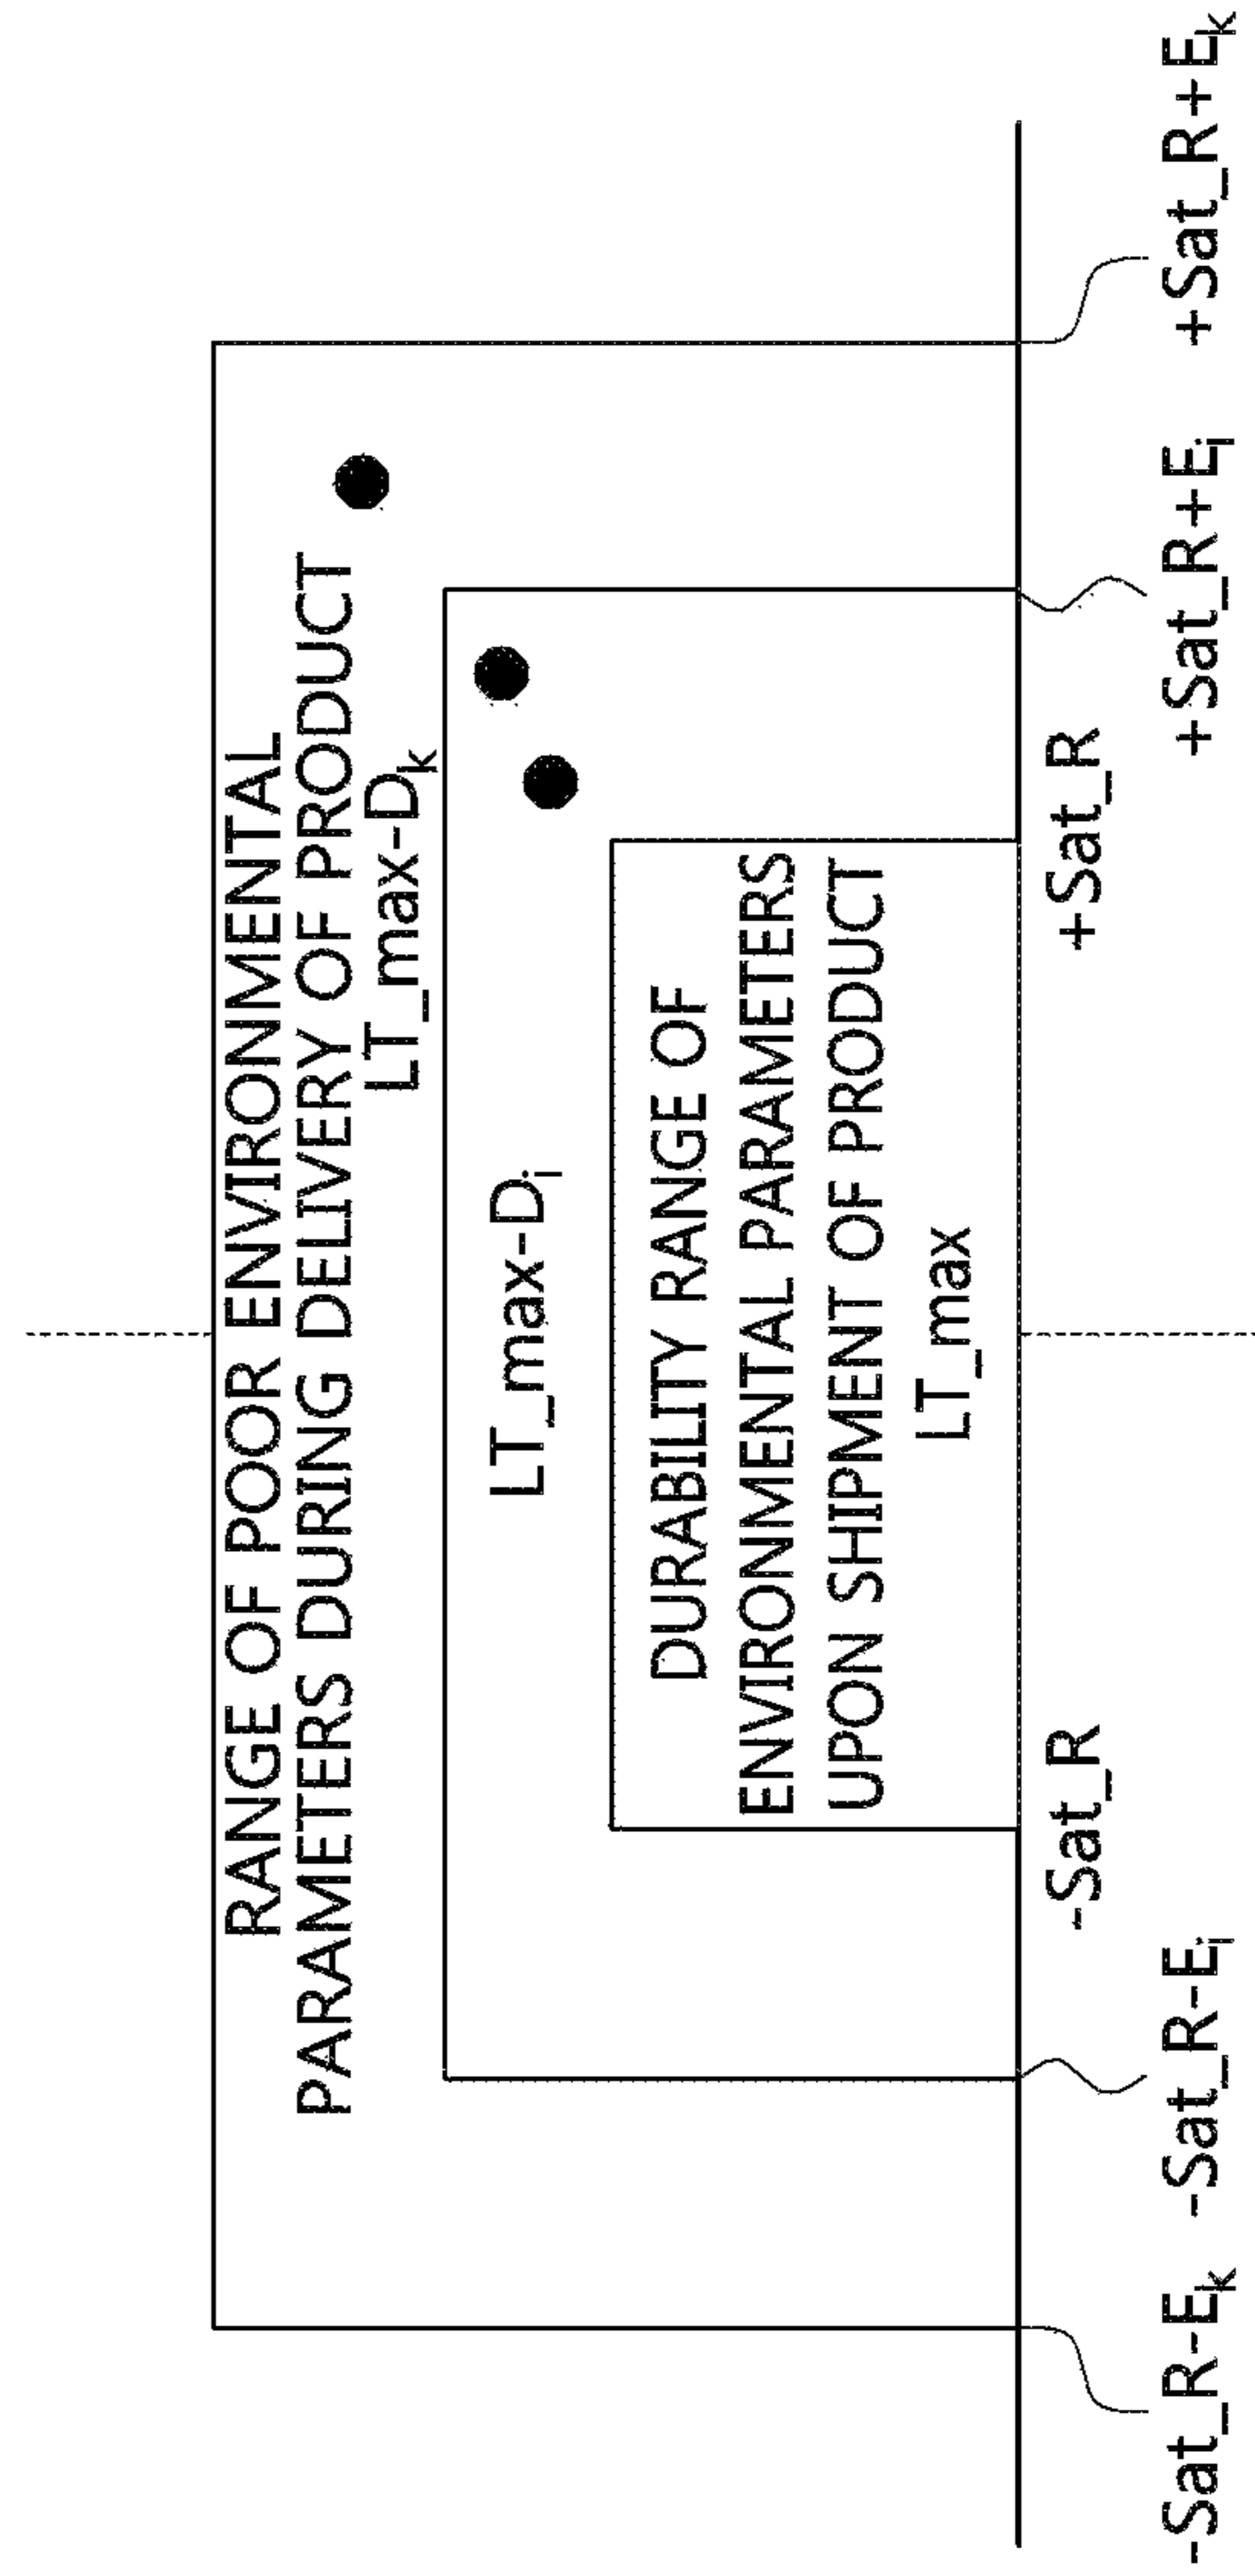 RANGE OF POOR ENVIRONMENTAL
PARAMETERS DURING DELIVERY OF PRODUCT
LT_max-Dk
LT_max-Di
DURABILITY RANGE OF
ENVIRONMENTAL PARAMETERS
UPON SHIPMENT OF PRODUCT
LT_max
-Sat_R +Sat_R
-Sat_R-Ek -Sat_R-Ei +Sat_R+Ei +Sat_R+Ek